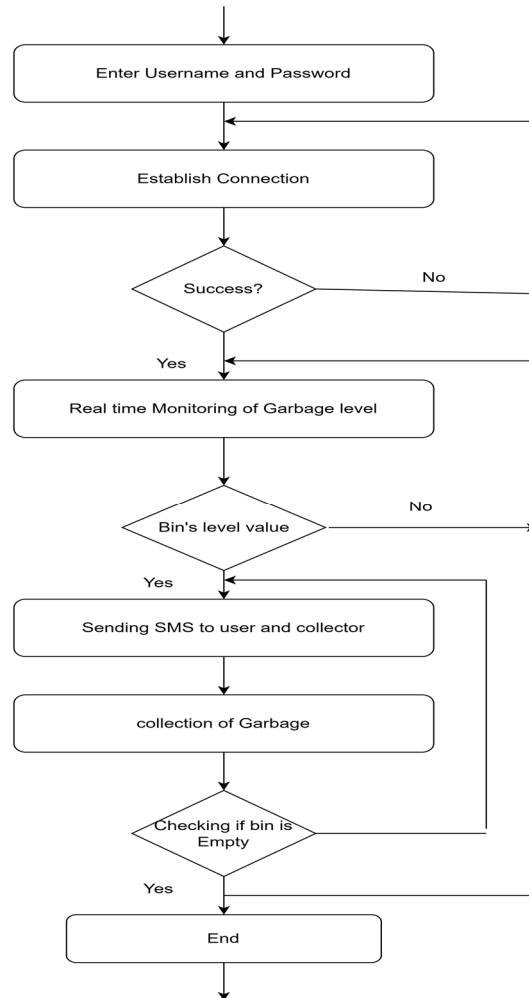 Enter Username and Password
Establish Connection
Success?
No
Yes
Real time Monitoring of Garbage level
Bin's level value
No
Yes
Sending SMS to user and collector
collection of Garbage
Checking if bin is
Empty
Yes
End